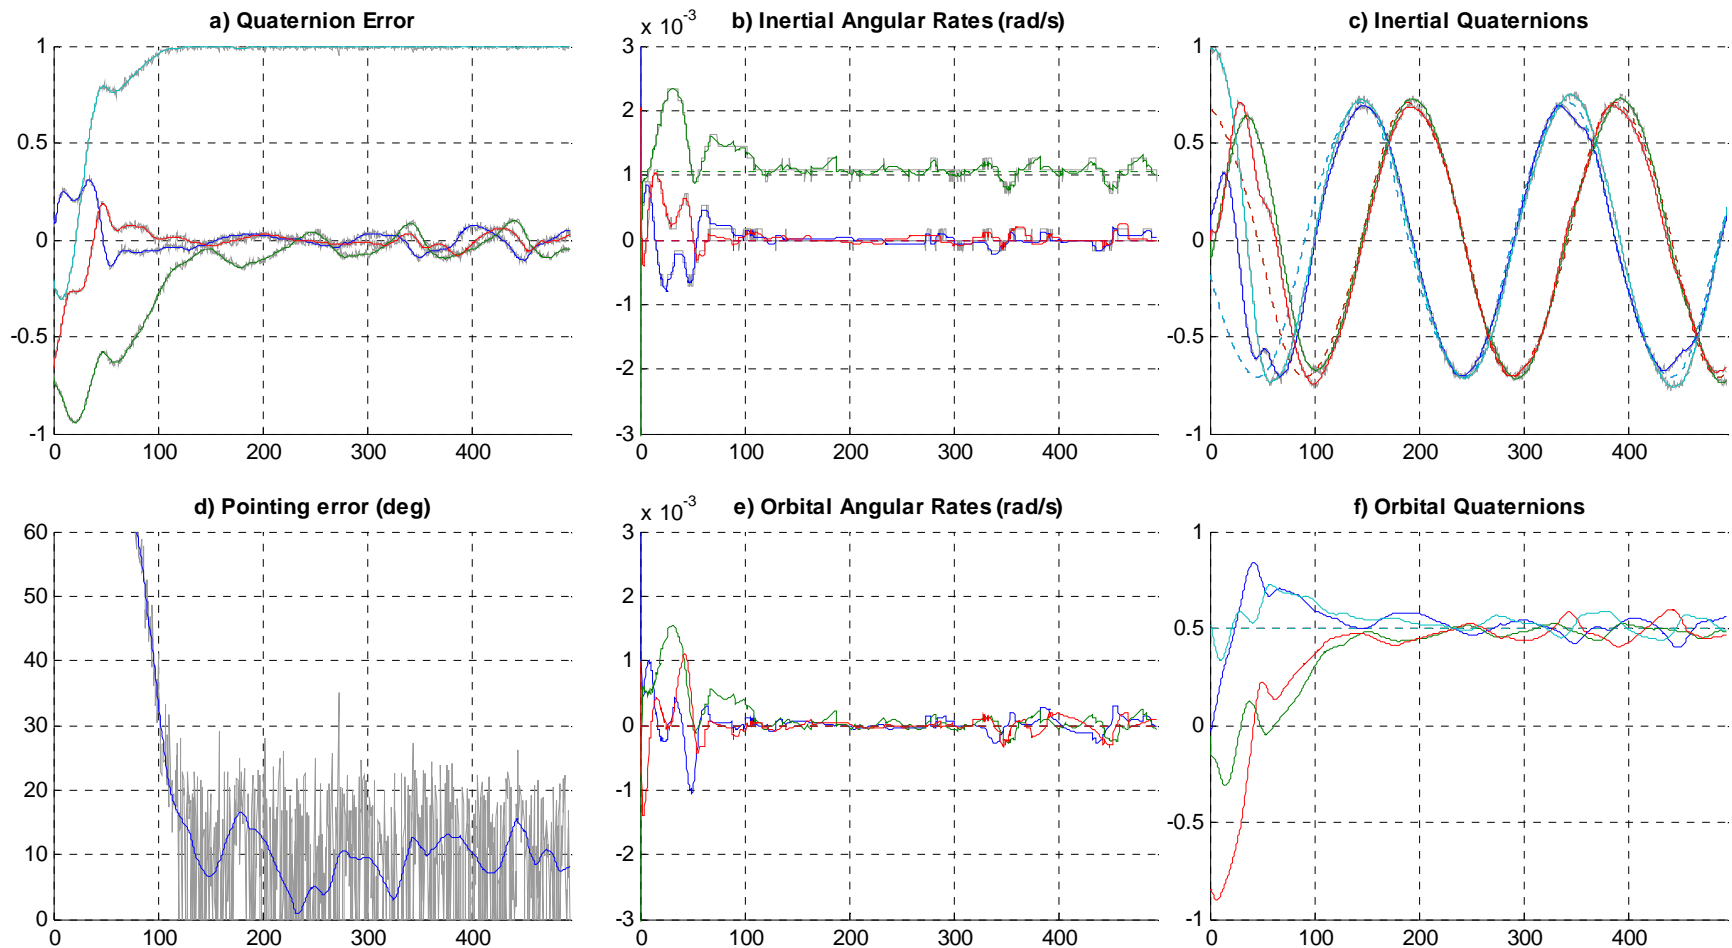 a) Quaternion Error
1
0.5
0
-0.5
-1
0 100 200 300 400
b) Inertial Angular Rates (rad/s)
x 10^-3
3
2
1
0
-1
-2
-3
0 100 200 300 400
c) Inertial Quaternions
1
0.5
0
-0.5
-1
0 100 200 300 400
d) Pointing error (deg)
60
50
40
30
20
10
0
0 100 200 300 400
e) Orbital Angular Rates (rad/s)
x 10^-3
3
2
1
0
-1
-2
-3
0 100 200 300 400
f) Orbital Quaternions
1
0.5
0
-0.5
-1
0 100 200 300 400